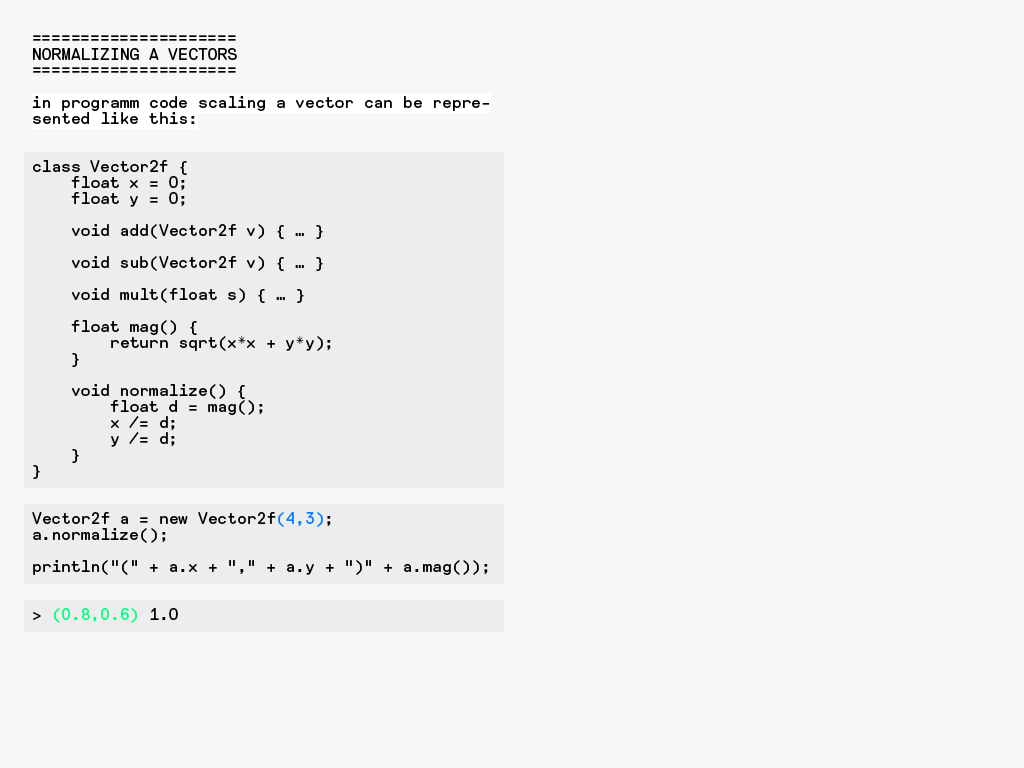 =====================
NORMALIZING A VECTORS
=====================
in programm code scaling a vector can be repre-
sented like this:
class Vector2f {
    float x = 0;
    float y = 0;
    void add(Vector2f v) { … }
    void sub(Vector2f v) { … }
    void mult(float s) { … }
    float mag() {
        return sqrt(x*x + y*y);
    }
    void normalize() {
        float d = mag();
        x /= d;
        y /= d;
    }
}
Vector2f a = new Vector2f(4,3);
a.normalize();
println("(" + a.x + "," + a.y + ")" + a.mag());
> (0.8,0.6) 1.0